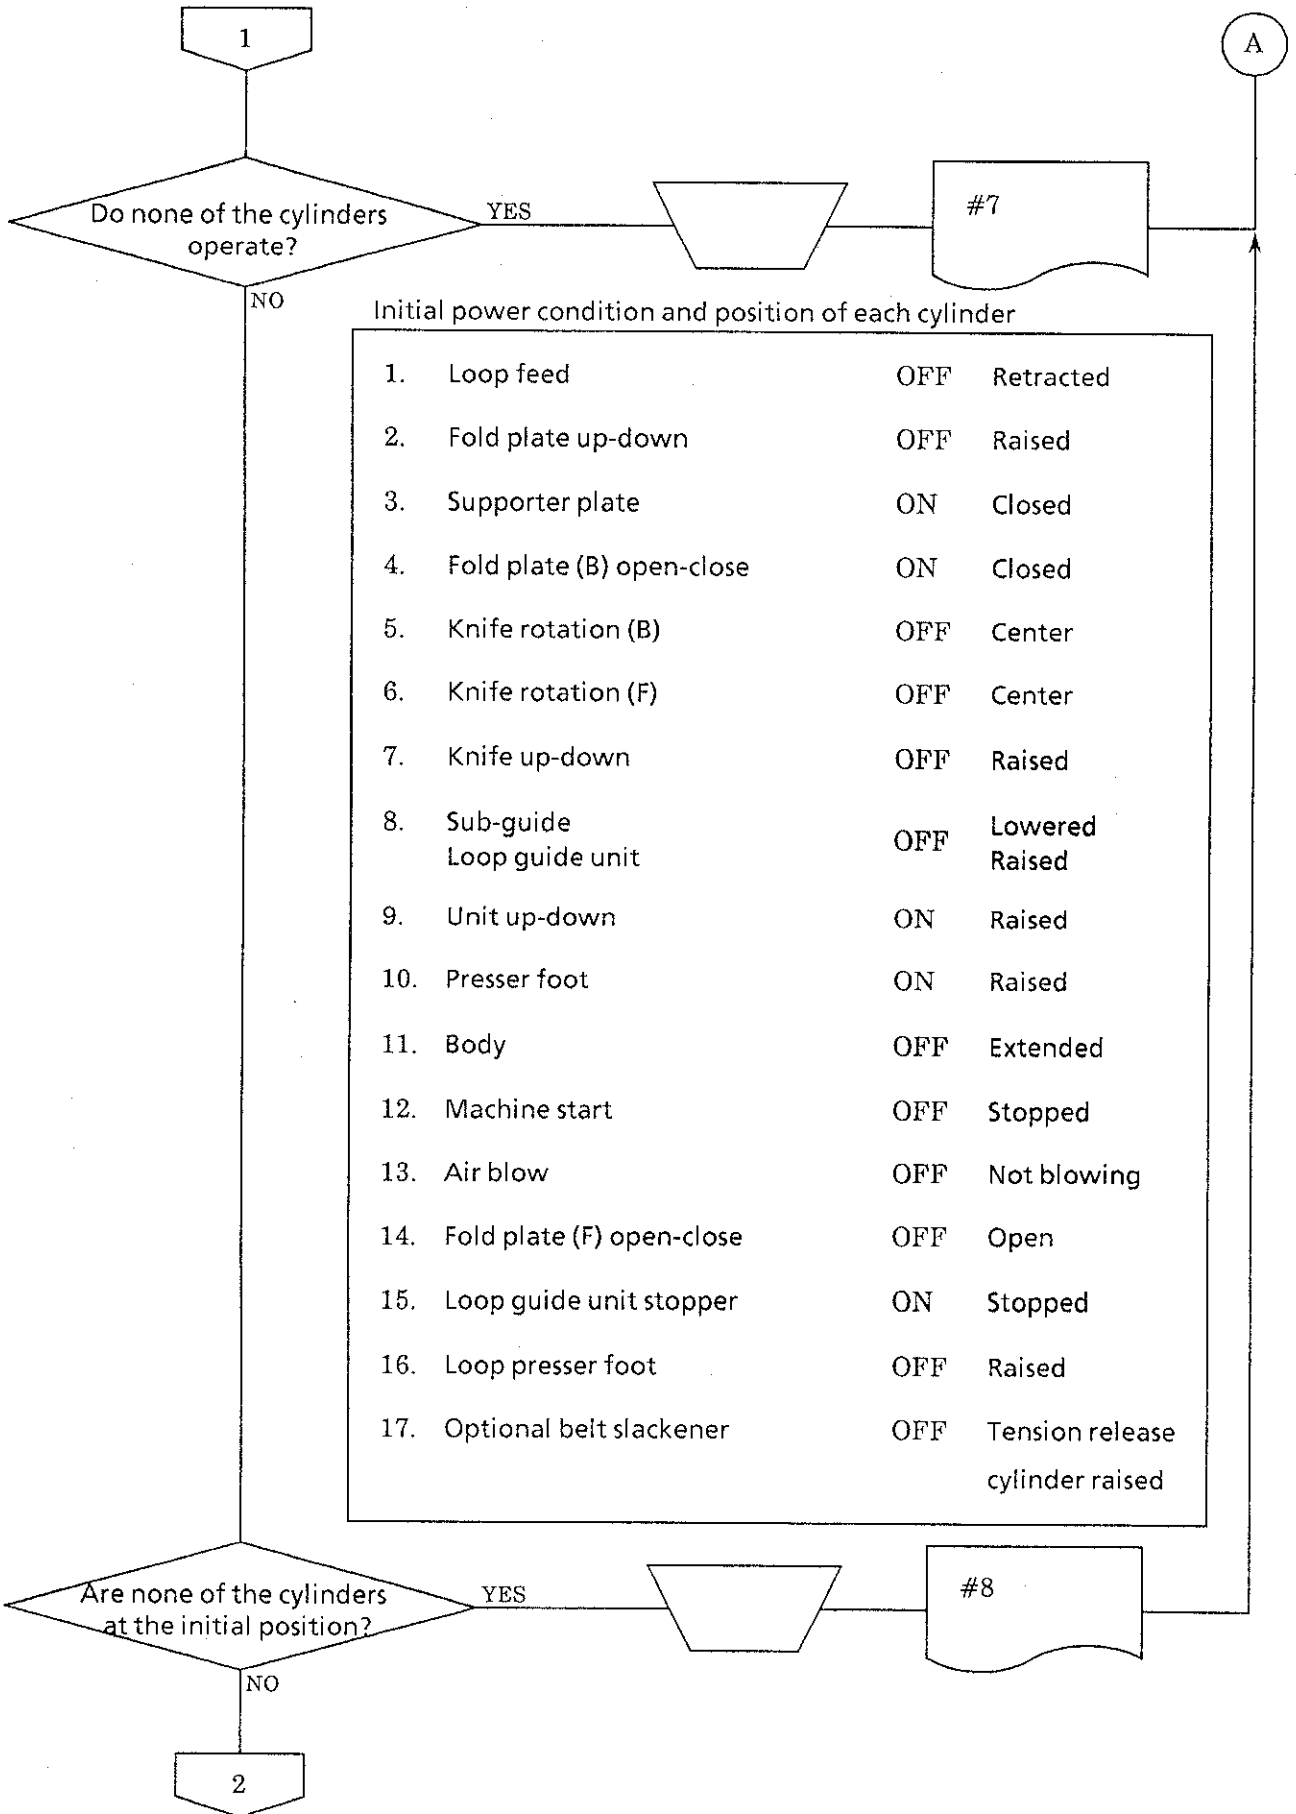 1
A
Do none of the cylinders
operate?
YES
#7
NO
Initial power condition and position of each cylinder
1. Loop feed OFF Retracted
2. Fold plate up-down OFF Raised
3. Supporter plate ON Closed
4. Fold plate (B) open-close ON Closed
5. Knife rotation (B) OFF Center
6. Knife rotation (F) OFF Center
7. Knife up-down OFF Raised
8. Sub-guide OFF Lowered
Loop guide unit Raised
9. Unit up-down ON Raised
10. Presser foot ON Raised
11. Body OFF Extended
12. Machine start OFF Stopped
13. Air blow OFF Not blowing
14. Fold plate (F) open-close OFF Open
15. Loop guide unit stopper ON Stopped
16. Loop presser foot OFF Raised
17. Optional belt slackener OFF Tension release
cylinder raised
Are none of the cylinders
at the initial position?
YES
#8
NO
2